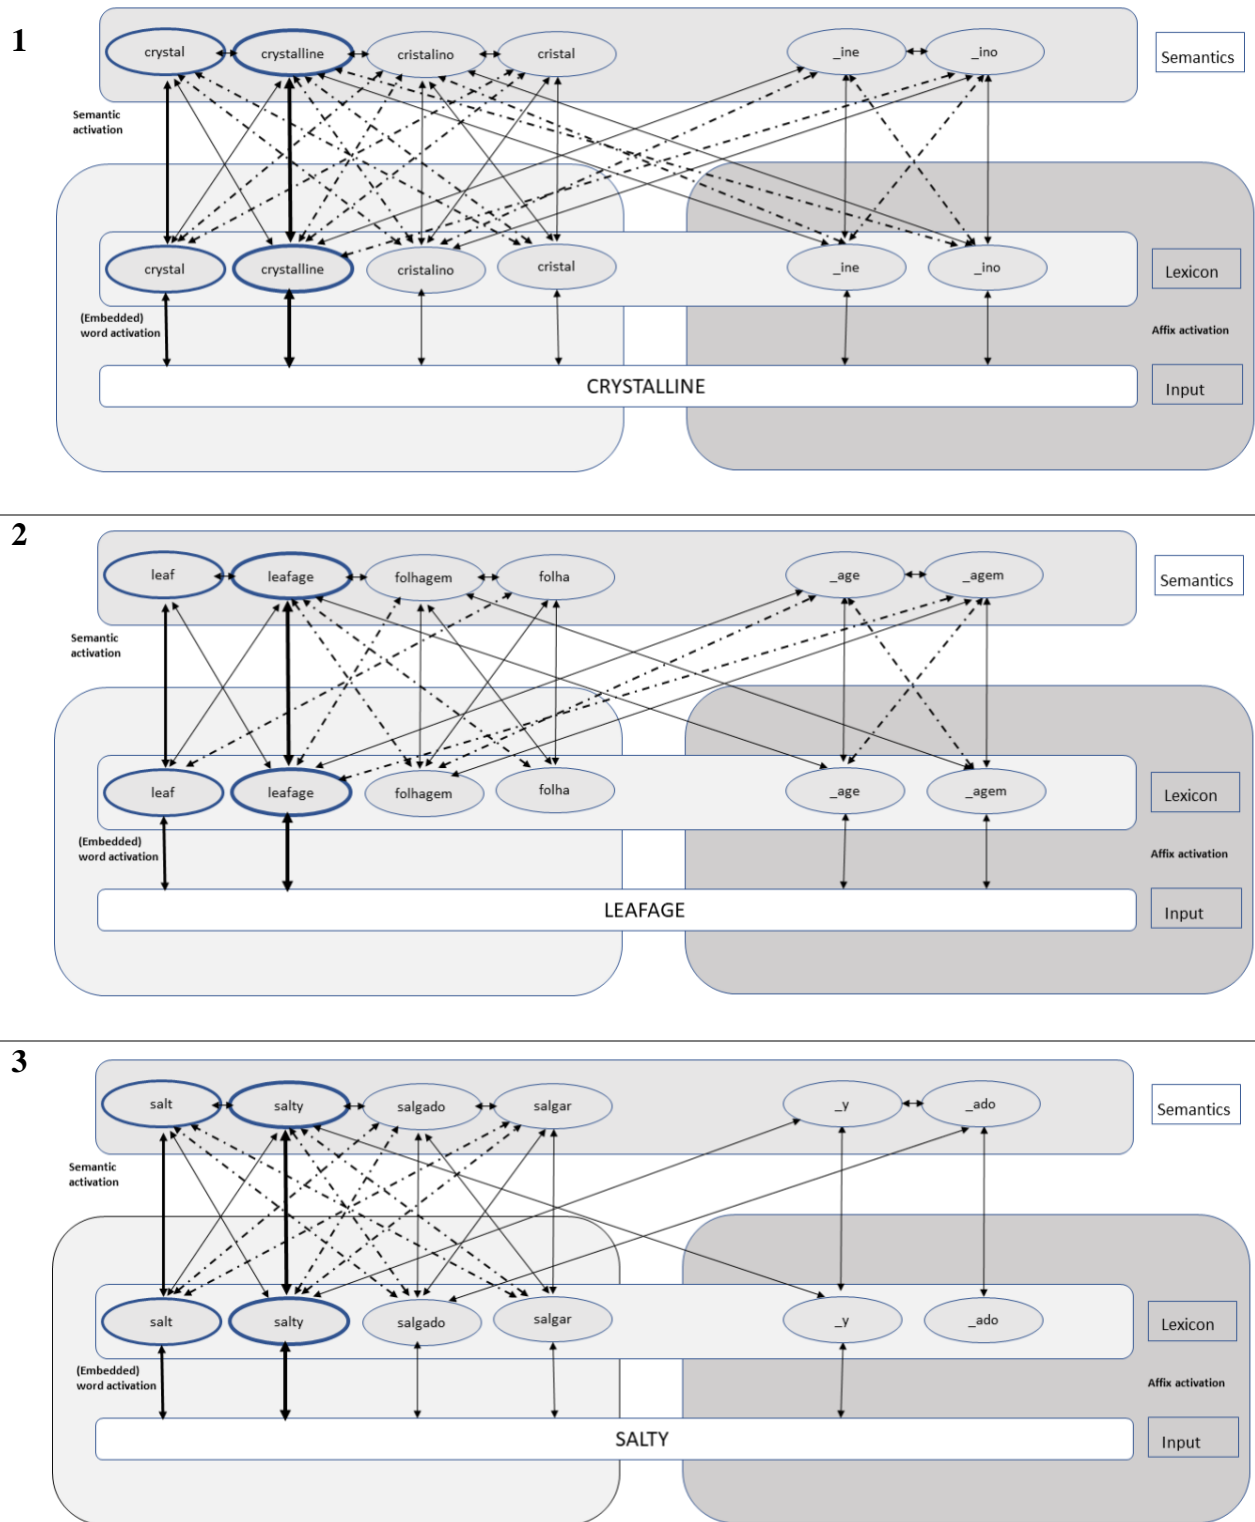 1
crystal crystalline cristalino cristal _ine _ino
Semantics
Semantic
activation
crystal crystalline cristalino cristal _ine _ino
Lexicon
(Embedded)
word activation
Affix activation
CRYSTALLINE
Input
2
leaf leafage folhagem folha _age _agem
Semantics
Semantic
activation
leaf leafage folhagem folha _age _agem
Lexicon
(Embedded)
word activation
Affix activation
LEAFAGE
Input
3
salt salty salgado salgar _y _ado
Semantics
Semantic
activation
salt salty salgado salgar _y _ado
Lexicon
(Embedded)
word activation
Affix activation
SALTY
Input